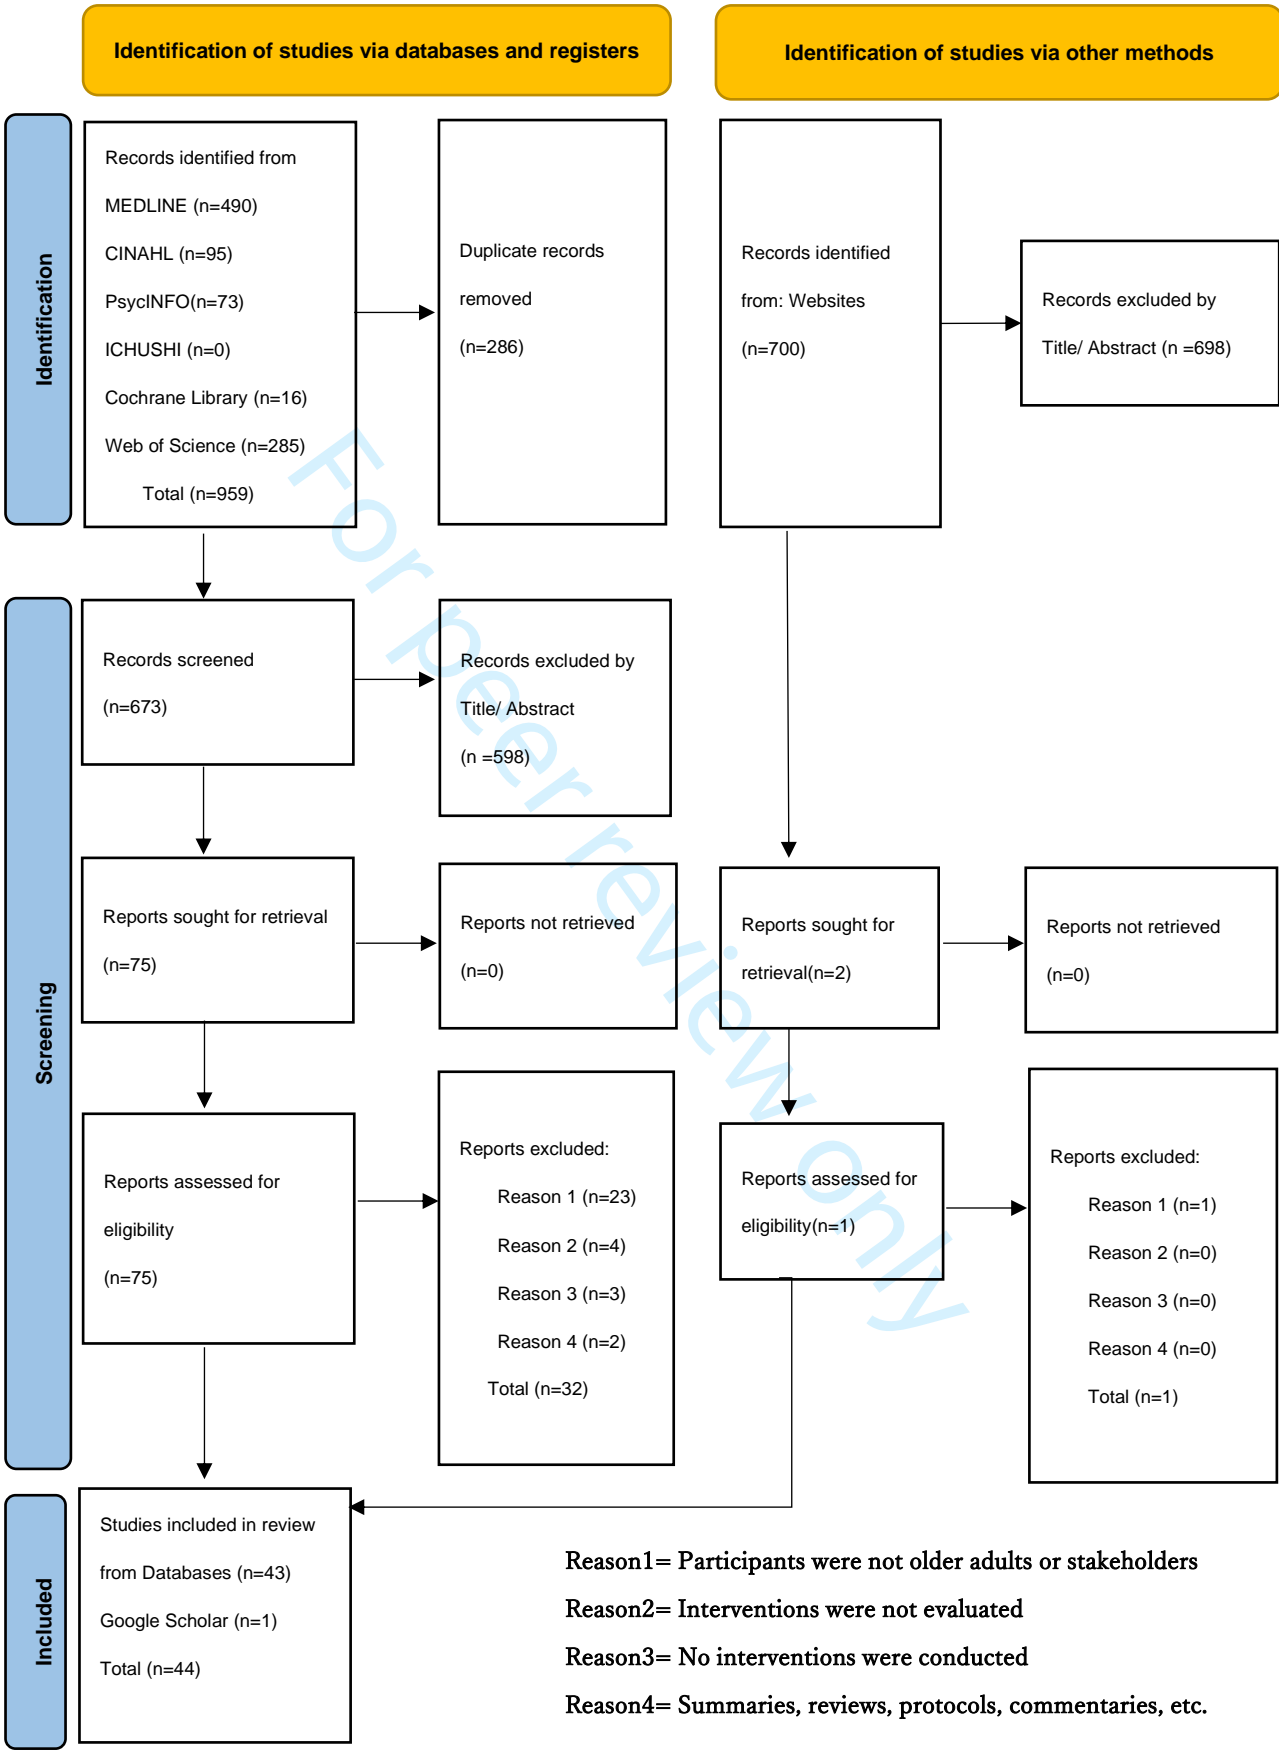 Identification of studies via databases and registers
Identification of studies via other methods
Identification
Records identified from
MEDLINE (n=490)
CINAHL (n=95)
PsycINFO(n=73)
ICHUSHI (n=0)
Cochrane Library (n=16)
Web of Science (n=285)
Total (n=959)
Duplicate records
removed
(n=286)
Records identified
from: Websites
(n=700)
Records excluded by
Title/ Abstract (n =698)
Screening
Records screened
(n=673)
Records excluded by
Title/ Abstract
(n =598)
Reports sought for retrieval
(n=75)
Reports not retrieved
(n=0)
Reports sought for
retrieval(n=2)
Reports not retrieved
(n=0)
Reports assessed for
eligibility
(n=75)
Reports excluded:
Reason 1 (n=23)
Reason 2 (n=4)
Reason 3 (n=3)
Reason 4 (n=2)
Total (n=32)
Reports assessed for
eligibility(n=1)
Reports excluded:
Reason 1 (n=1)
Reason 2 (n=0)
Reason 3 (n=0)
Reason 4 (n=0)
Total (n=1)
Included
Studies included in review
from Databases (n=43)
Google Scholar (n=1)
Total (n=44)
Reason1= Participants were not older adults or stakeholders
Reason2= Interventions were not evaluated
Reason3= No interventions were conducted
Reason4= Summaries, reviews, protocols, commentaries, etc.
For peer review only